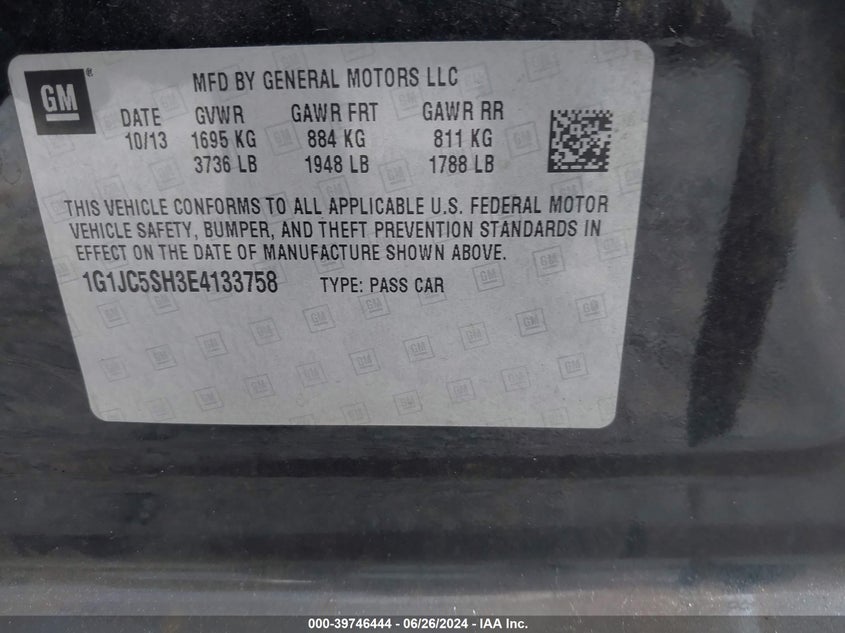 GM®
MFD BY GENERAL MOTORS LLC
DATE GVWR GAWR FRT GAWR RR
10/13 1695 KG 884 KG 811 KG
3736 LB 1948 LB 1788 LB
THIS VEHICLE CONFORMS TO ALL APPLICABLE U.S. FEDERAL MOTOR
VEHICLE SAFETY, BUMPER, AND THEFT PREVENTION STANDARDS IN
EFFECT ON THE DATE OF MANUFACTURE SHOWN ABOVE.
1G1JC5SH3E4133758 TYPE: PASS CAR
000-39746444 - 06/26/2024 - IAA Inc.